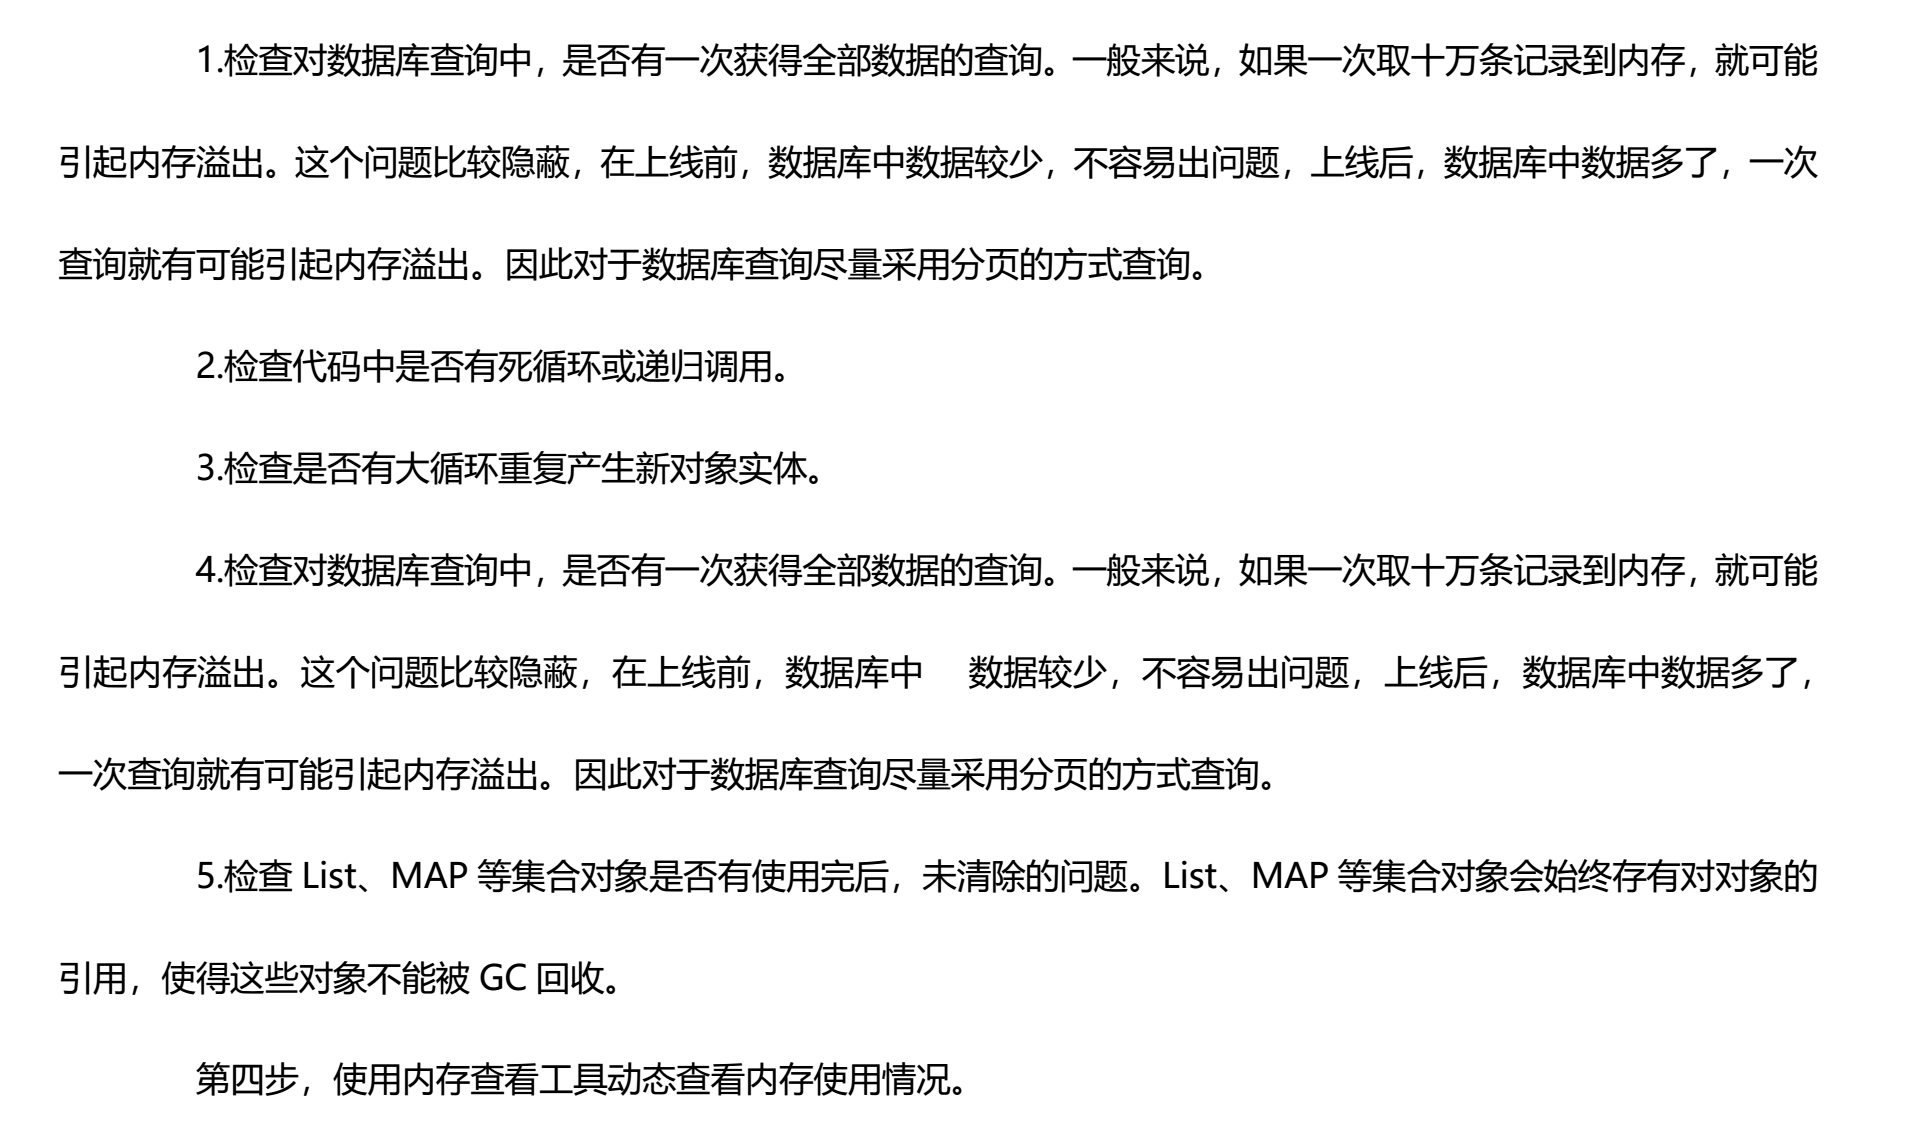 1.检查对数据库查询中，是否有一次获得全部数据的查询。一般来说，如果一次取十万条记录到内存，就可能
引起内存溢出。这个问题比较隐蔽，在上线前，数据库中数据较少，不容易出问题，上线后，数据库中数据多了，一次
查询就有可能引起内存溢出。因此对于数据库查询尽量采用分页的方式查询。
2.检查代码中是否有死循环或递归调用。
3.检查是否有大循环重复产生新对象实体。
4.检查对数据库查询中，是否有一次获得全部数据的查询。一般来说，如果一次取十万条记录到内存，就可能
引起内存溢出。这个问题比较隐蔽，在上线前，数据库中 数据较少，不容易出问题，上线后，数据库中数据多了，
一次查询就有可能引起内存溢出。因此对于数据库查询尽量采用分页的方式查询。
5.检查 List、MAP 等集合对象是否有使用完后，未清除的问题。List、MAP 等集合对象会始终存有对对象的
引用，使得这些对象不能被 GC 回收。
第四步，使用内存查看工具动态查看内存使用情况。